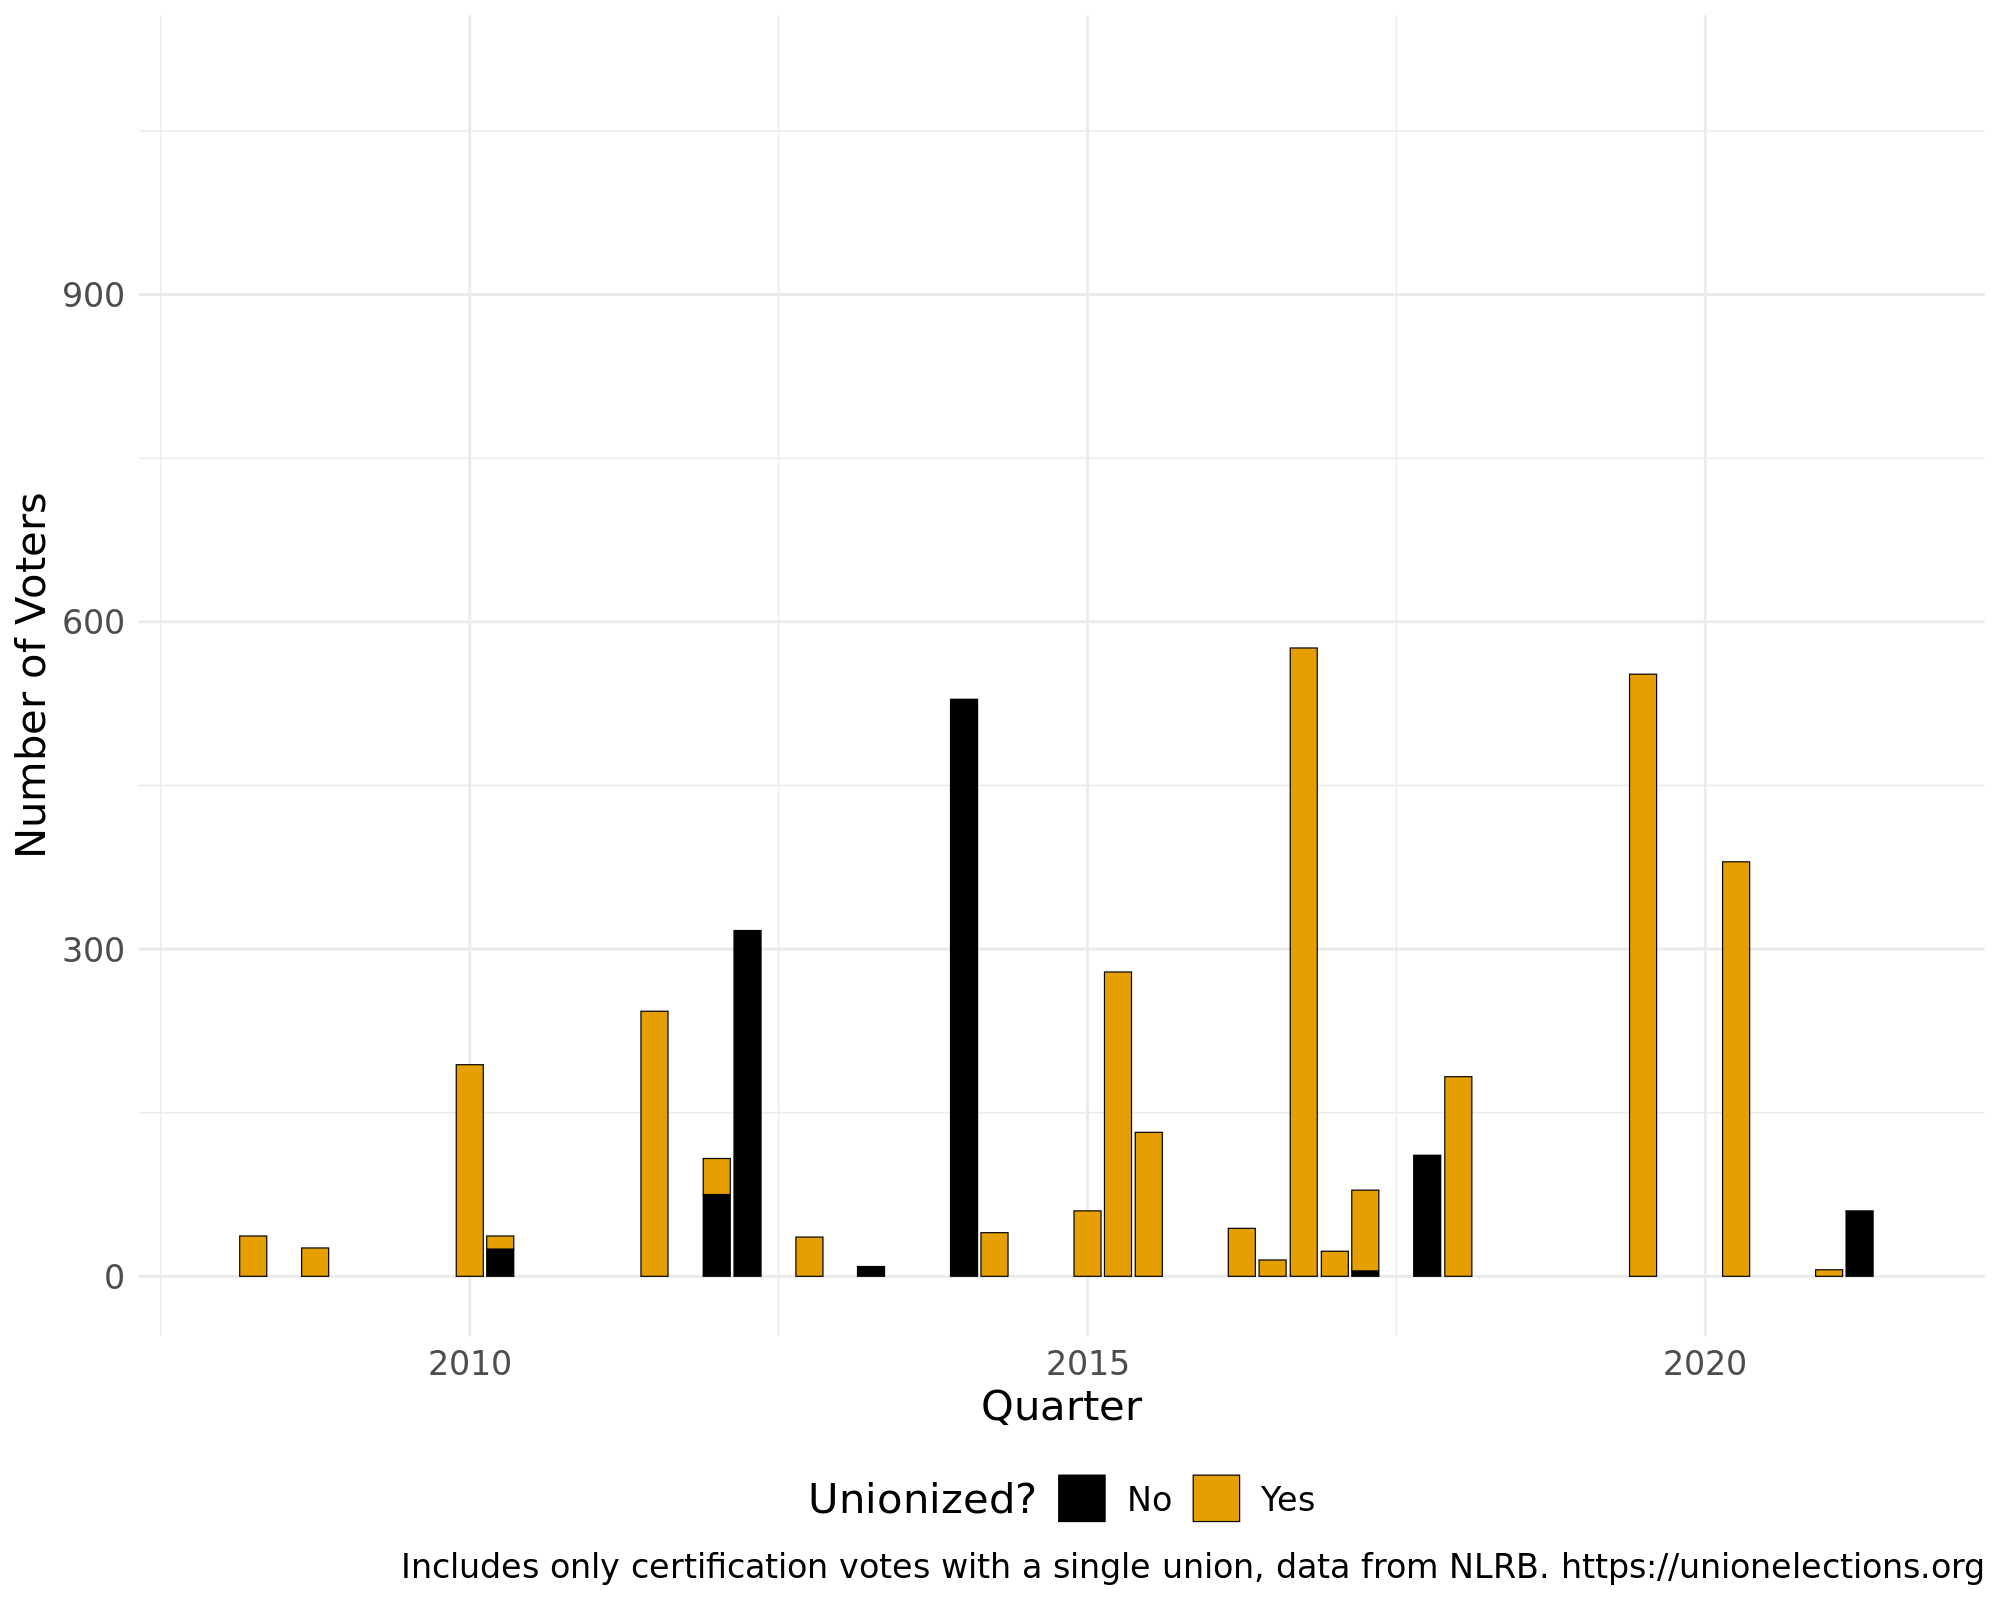 900
600
300
0
Number of Voters
2010 2015 2020
Quarter
Unionized? No Yes
Includes only certification votes with a single union, data from NLRB. https://unionelections.org